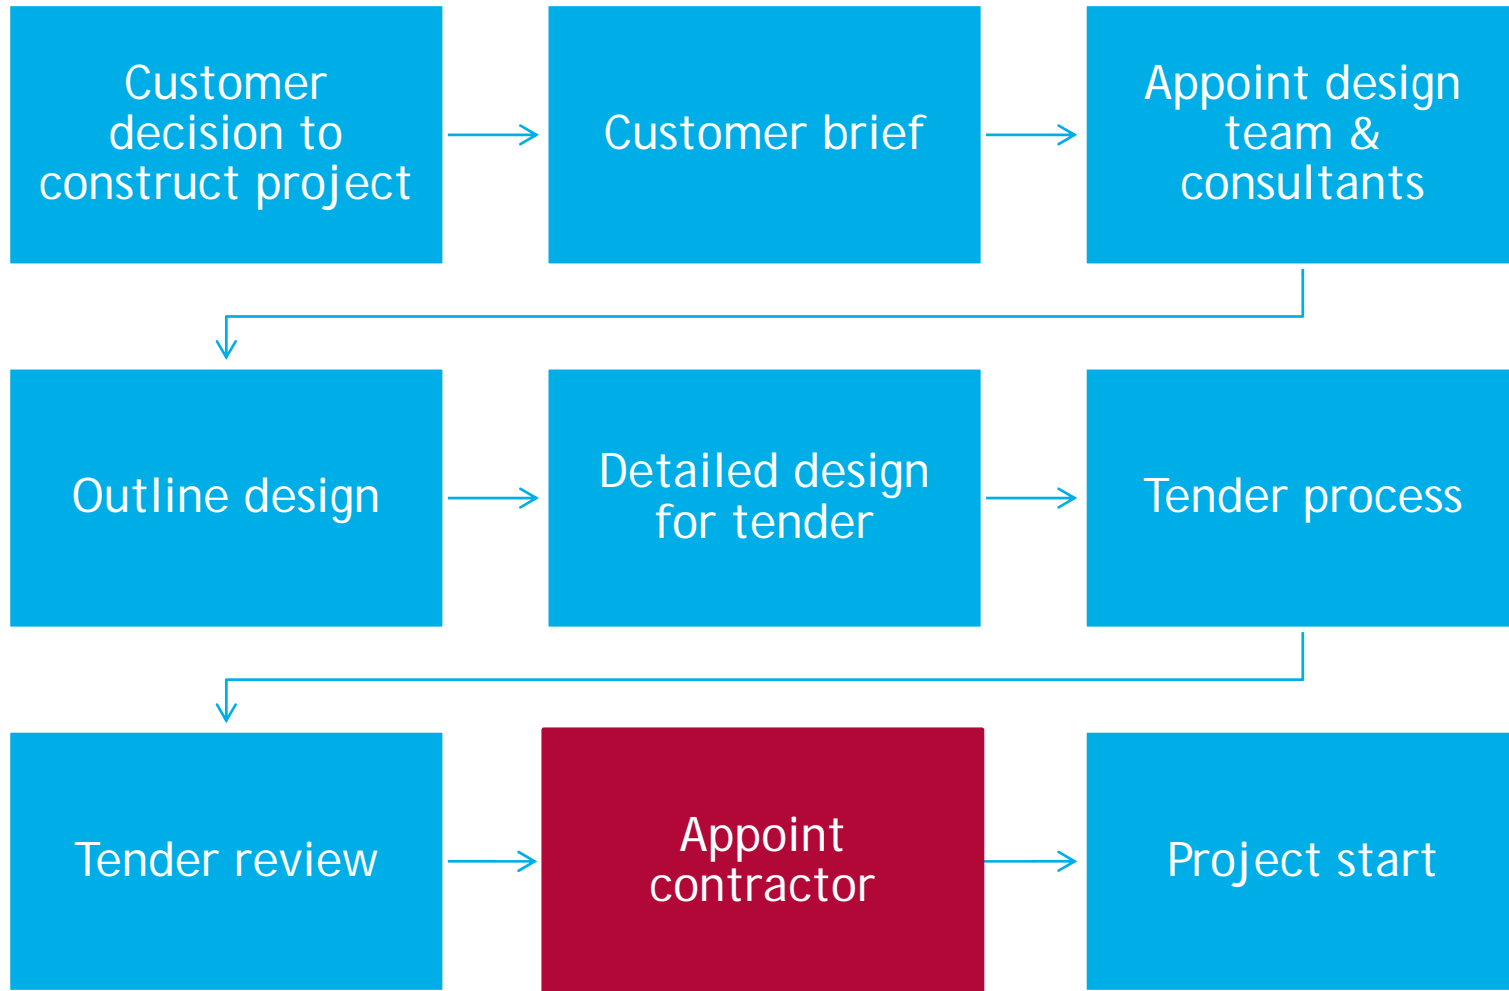 Customer
decision to
construct project
Customer brief
Appoint design
team &
consultants
Outline design
Detailed design
for tender
Tender process
Tender review
Appoint
contractor
Project start